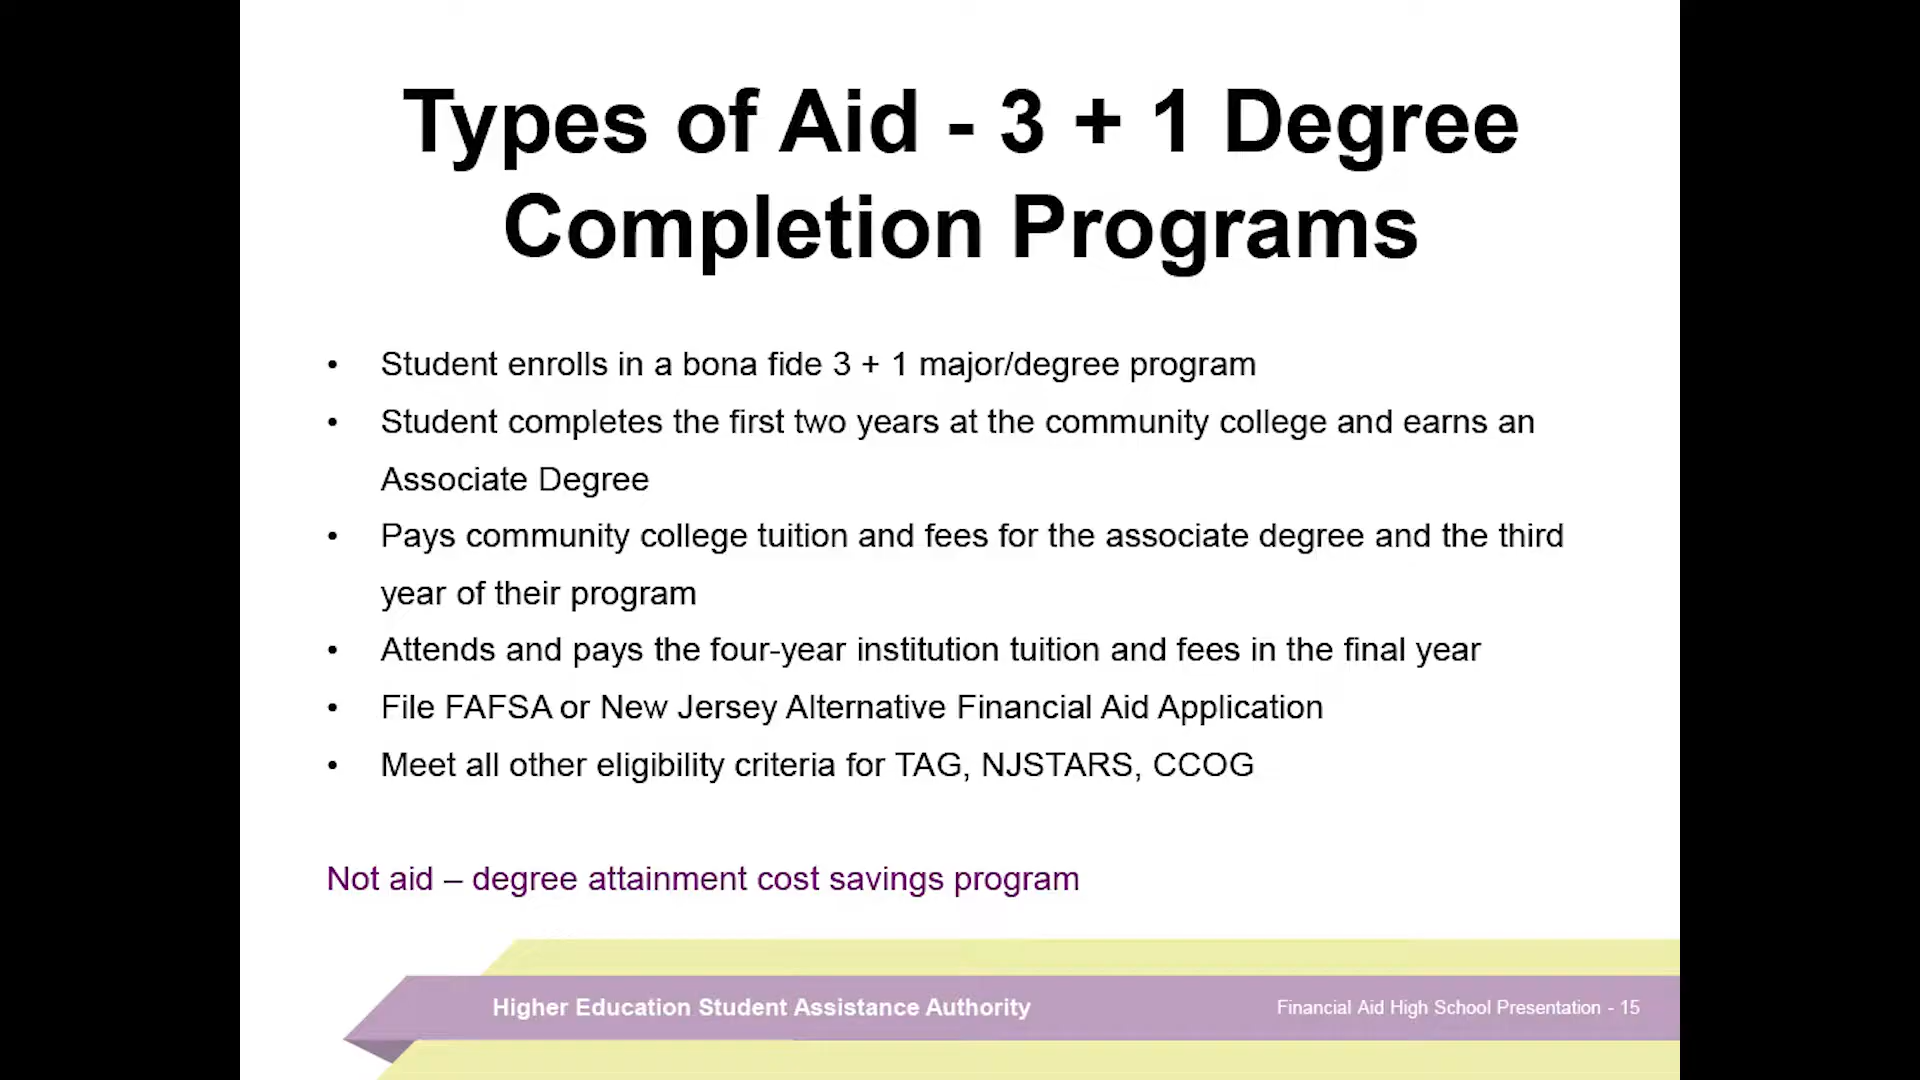 Types of Aid - 3 + 1 Degree
Completion Programs
• Student enrolls in a bona fide 3 + 1 major/degree program
• Student completes the first two years at the community college and earns an
Associate Degree
• Pays community college tuition and fees for the associate degree and the third
year of their program
• Attends and pays the four-year institution tuition and fees in the final year
• File FAFSA or New Jersey Alternative Financial Aid Application
• Meet all other eligibility criteria for TAG, NJSTARS, CCOG
Not aid – degree attainment cost savings program
Higher Education Student Assistance Authority
Financial Aid High School Presentation - 15